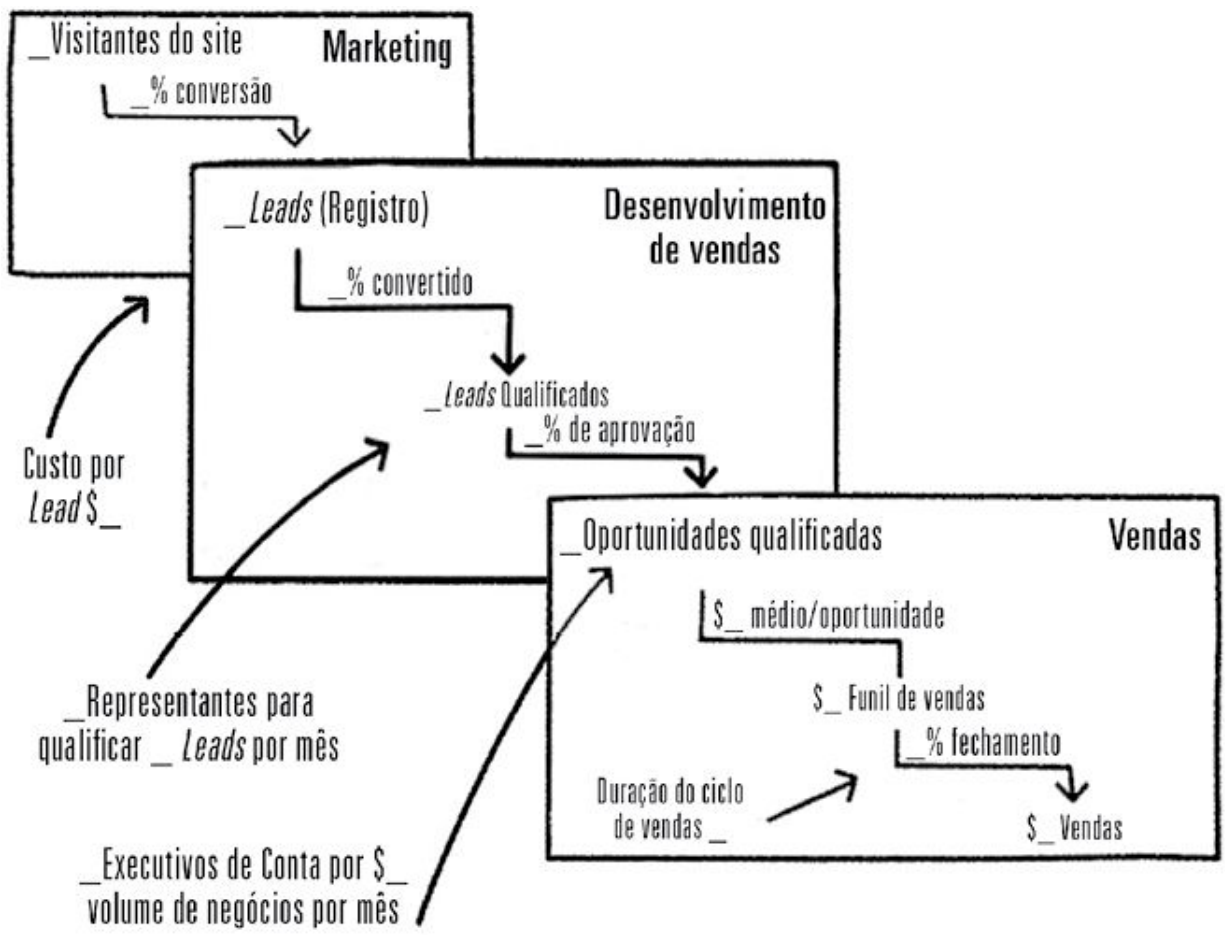 _Visitantes do site
Marketing
_% conversão
_Leads (Registro)
Desenvolvimento
de vendas
_% convertido
_Leads Qualificados
_% de aprovação
Custo por
Lead $_
_Oportunidades qualificadas
Vendas
$_ médio/oportunidade
$_ Funil de vendas
_% fechamento
_Representantes para
qualificar _ Leads por mês
Duração do ciclo
de vendas _
$_ Vendas
_Executivos de Conta por $_
volume de negócios por mês